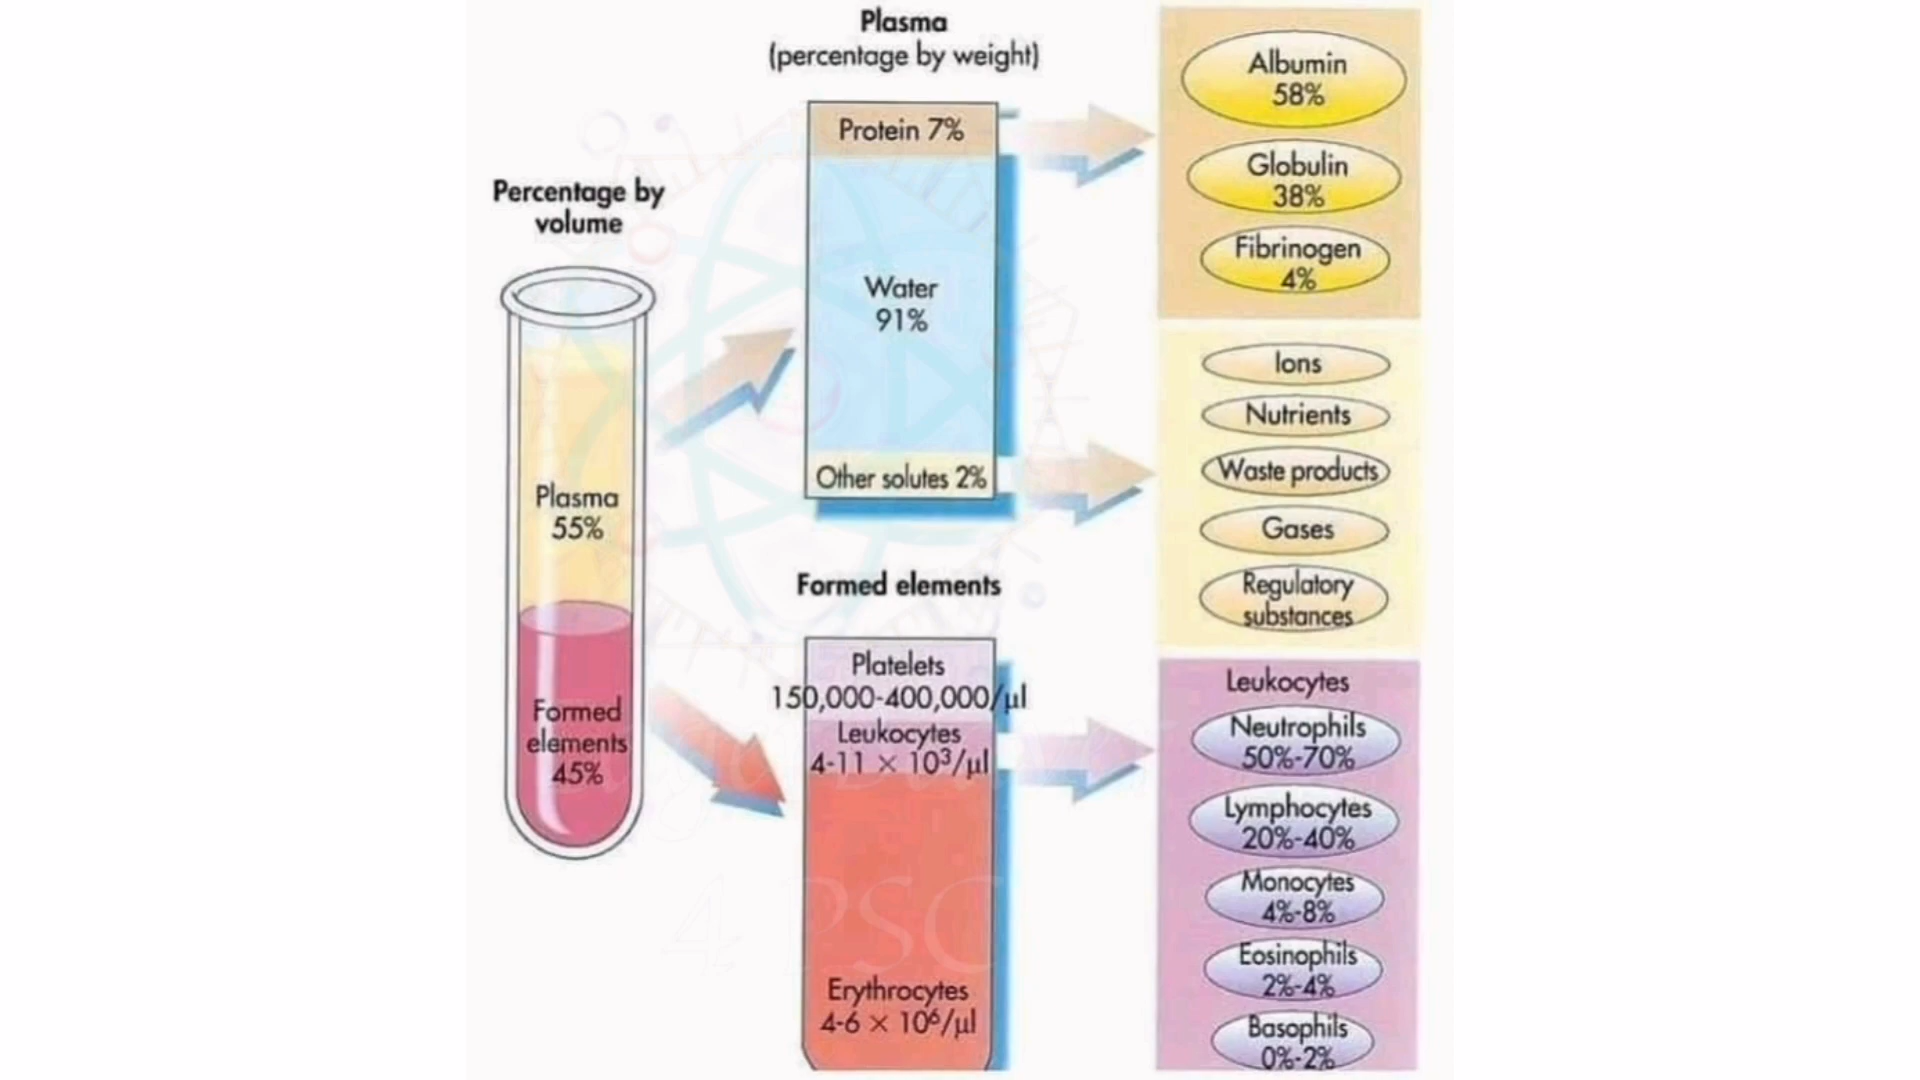 Percentage by
volume
Plasma
55%
Formed
elements
45%
Plasma
(percentage by weight)
Protein 7%
Water
91%
Other solutes 2%
Formed elements
Platelets
150,000-400,000/µl
Leukocytes
4-11 × 10³/µl
Erythrocytes
4-6 × 10⁶/µl
Albumin
58%
Globulin
38%
Fibrinogen
4%
Ions
Nutrients
Waste products
Gases
Regulatory
substances
Leukocytes
Neutrophils
50%-70%
Lymphocytes
20%-40%
Monocytes
4%-8%
Eosinophils
2%-4%
Basophils
0%-2%
4 PSC